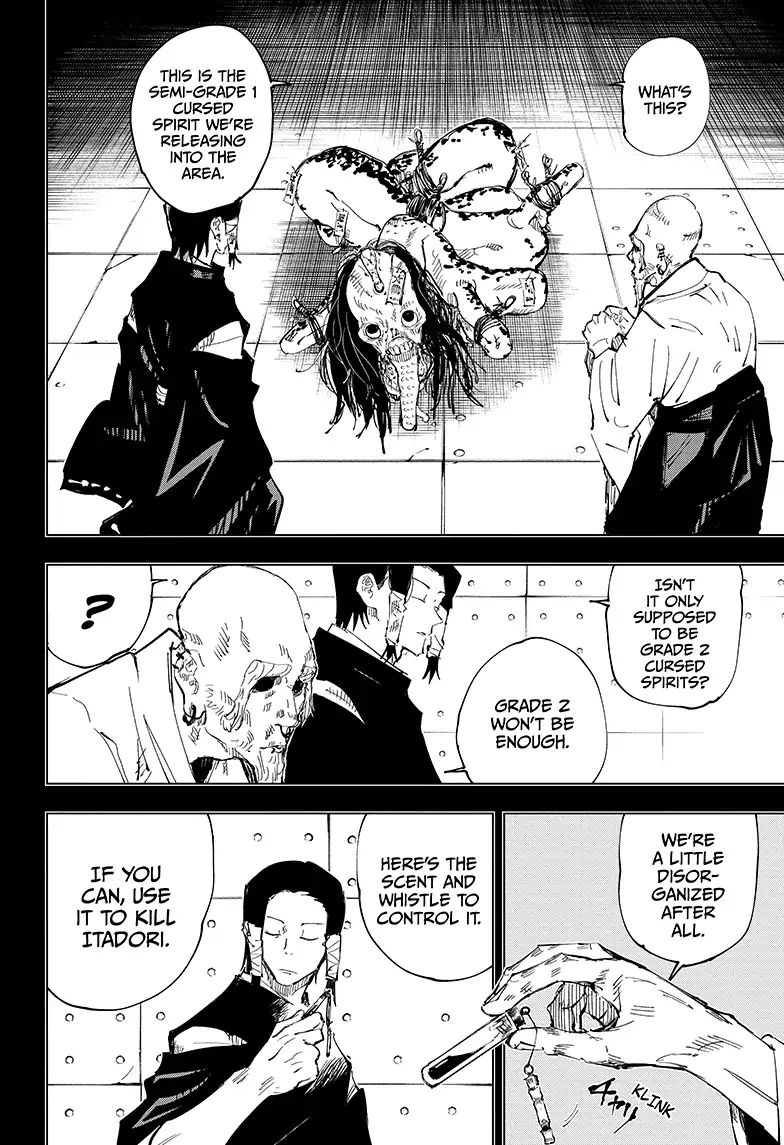 WHAT'S
THIS?
THIS IS THE
SEMI-GRADE 1
CURSED
SPIRIT WE'RE
RELEASING
INTO THE
AREA.
ISN'T
IT ONLY
SUPPOSED
TO BE
GRADE 2
CURSED
SPIRITS?
GRADE 2
WON'T BE
ENOUGH.
?
WE'RE
A LITTLE
DISOR-
GANIZED
AFTER
ALL.
KLINK
HERE'S THE
SCENT AND
WHISTLE TO
CONTROL IT.
IF YOU
CAN, USE
IT TO KILL
ITADORI.